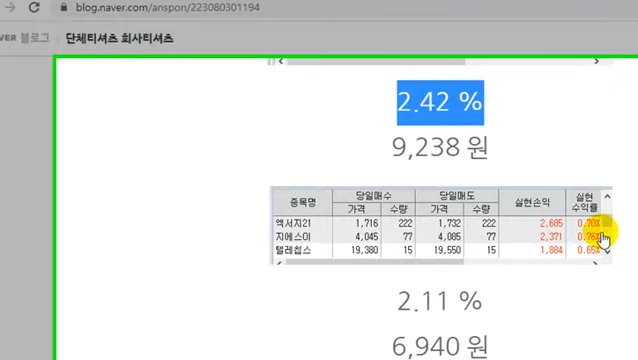 blog.naver.com/anspon/223080301194
VER 블로그 단체티셔츠 회사티셔츠
2.42 %
9,238 원
종목명 당일매수 당일매도 실현손익 실현수익률
가격 수량 가격 수량
엑서지21 1,716 222 1,732 222 2,685 0.70%
지에스이 4,045 77 4,085 77 2,371 0.76%
텔레칩스 19,380 15 19,550 15 1,884 0.65%
2.11 %
6,940 원